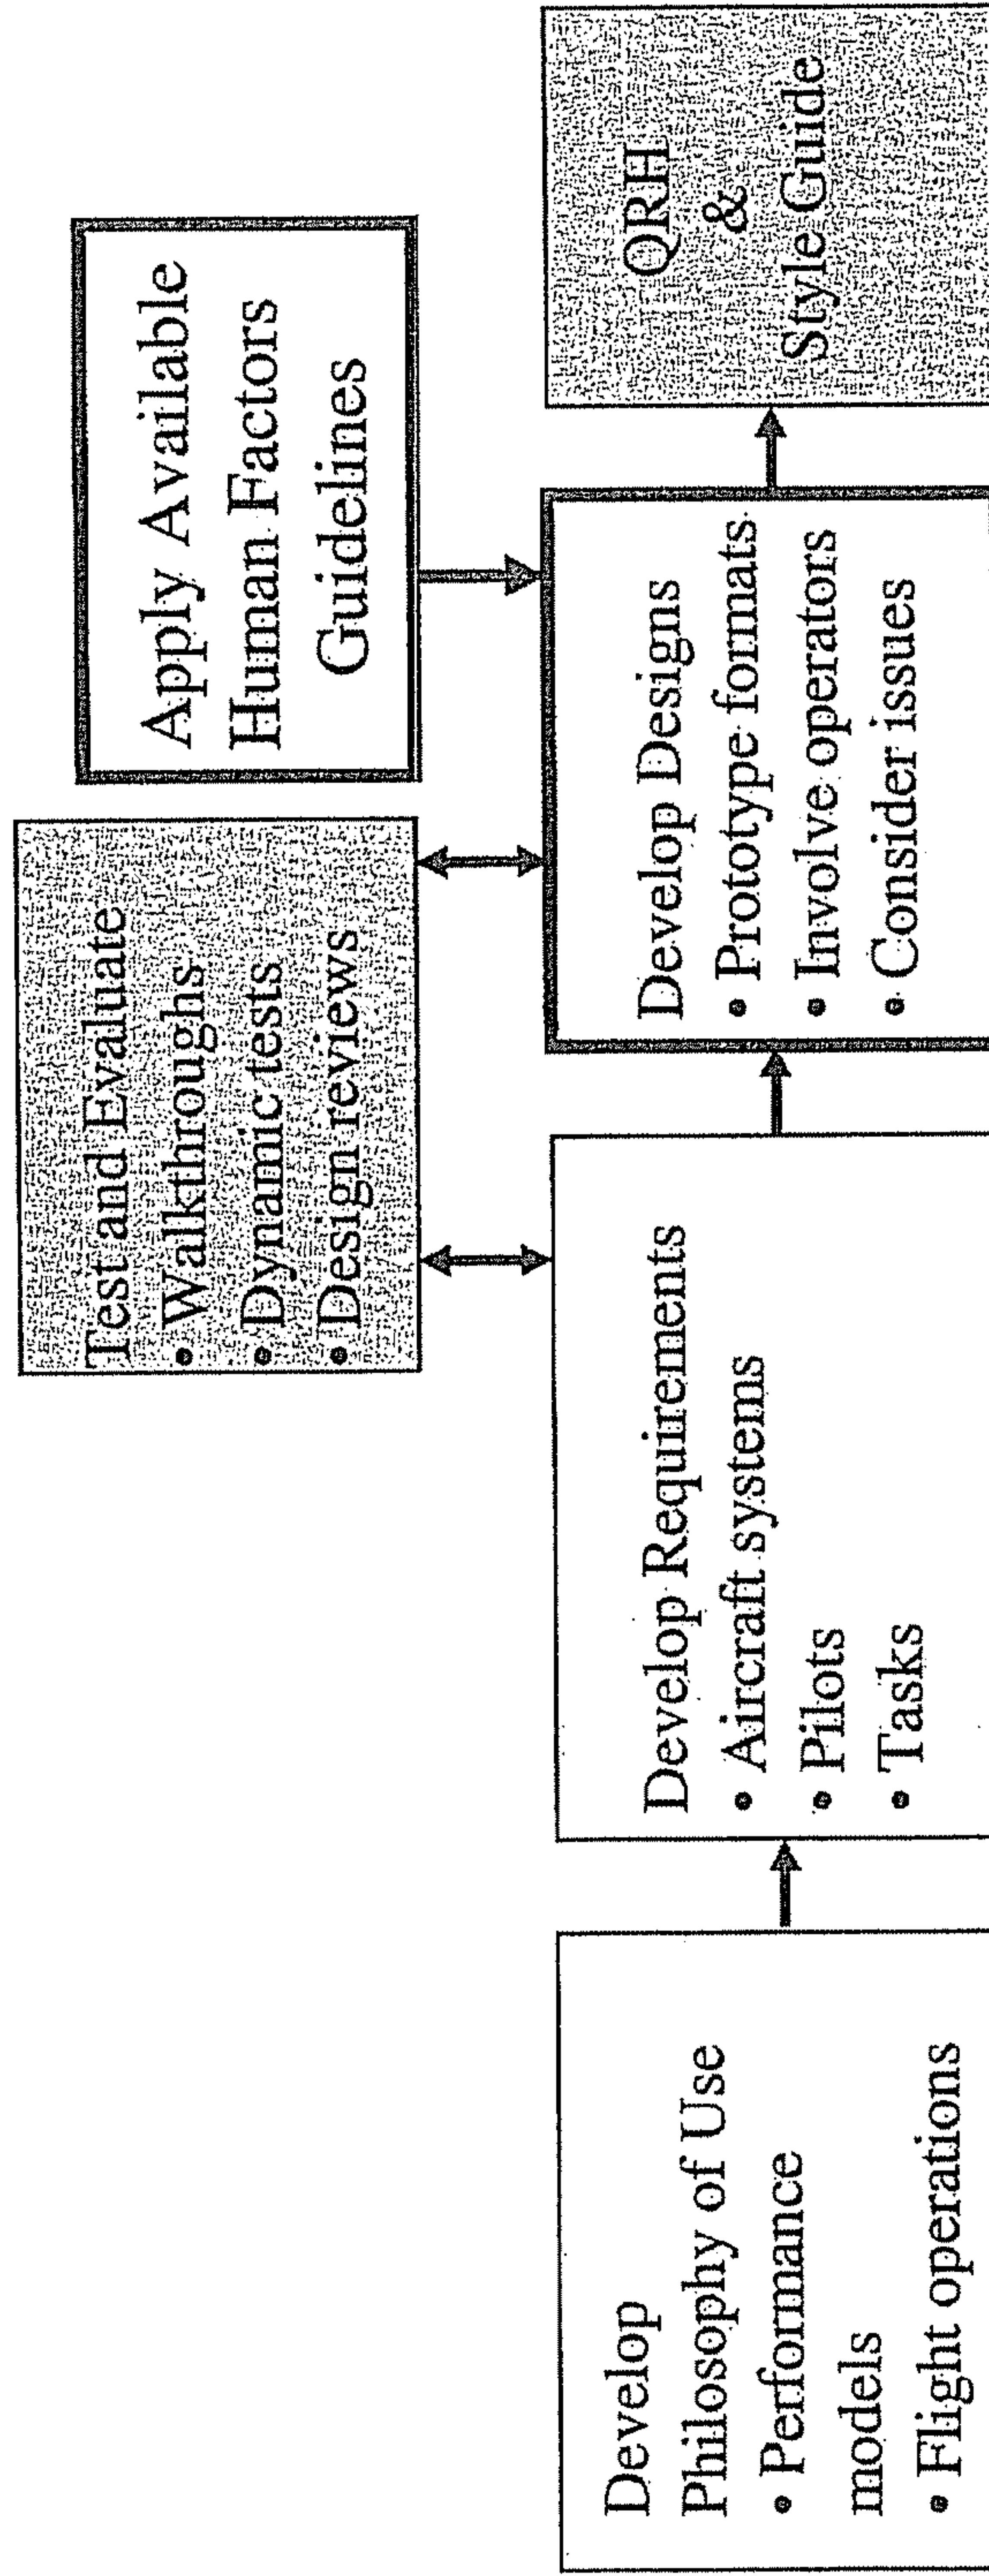 Test and Evaluate
• Walkthroughs
• Dynamic tests
• Design reviews
Apply Available
Human Factors
Guidelines
Develop
Philosophy of Use
• Performance
models
• Flight operations
Develop Requirements
• Aircraft systems
• Pilots
• Tasks
Develop Designs
• Prototype formats
• Involve operators
• Consider issues
QRH
&
Style Guide